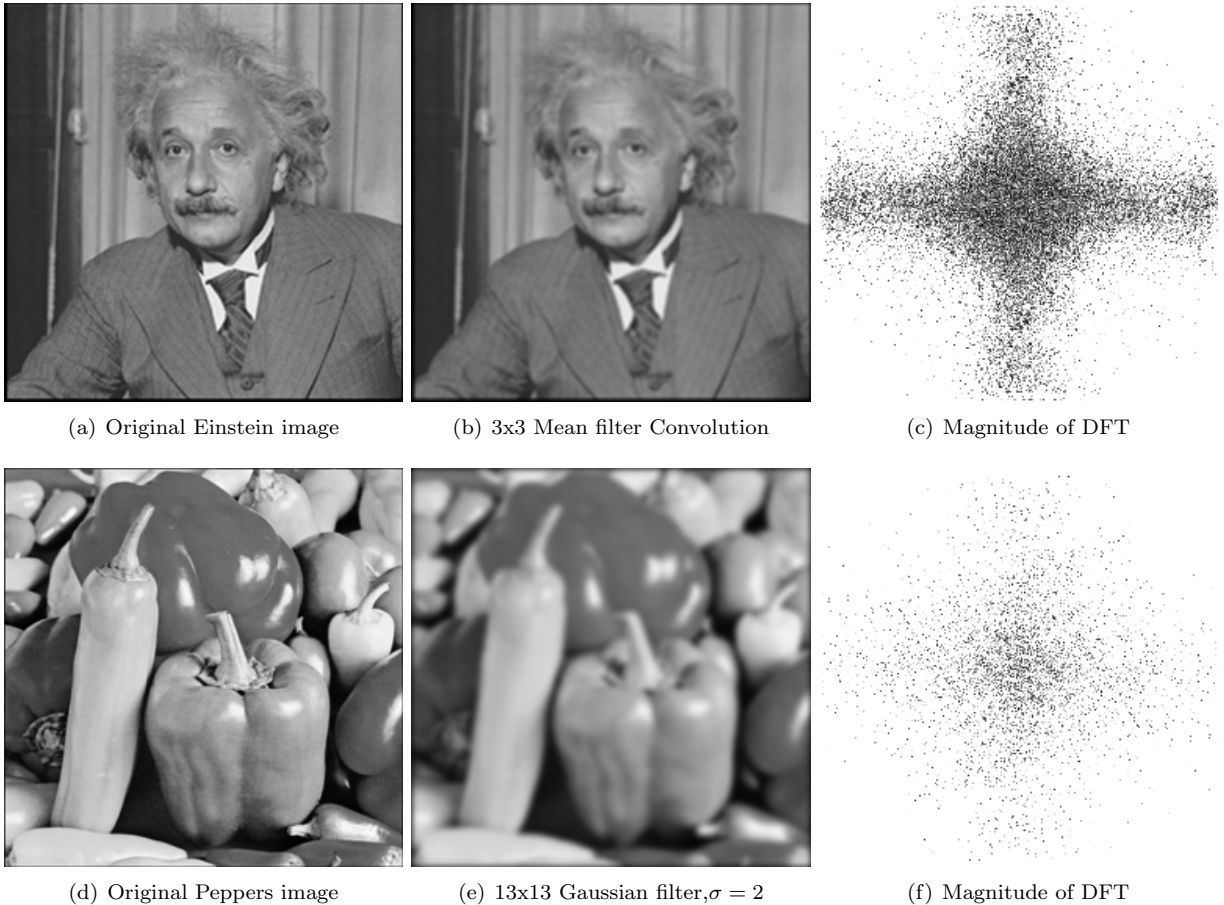 (a) Original Einstein image
(b) 3x3 Mean filter Convolution
(c) Magnitude of DFT
(d) Original Peppers image
(e) 13x13 Gaussian filter,σ = 2
(f) Magnitude of DFT